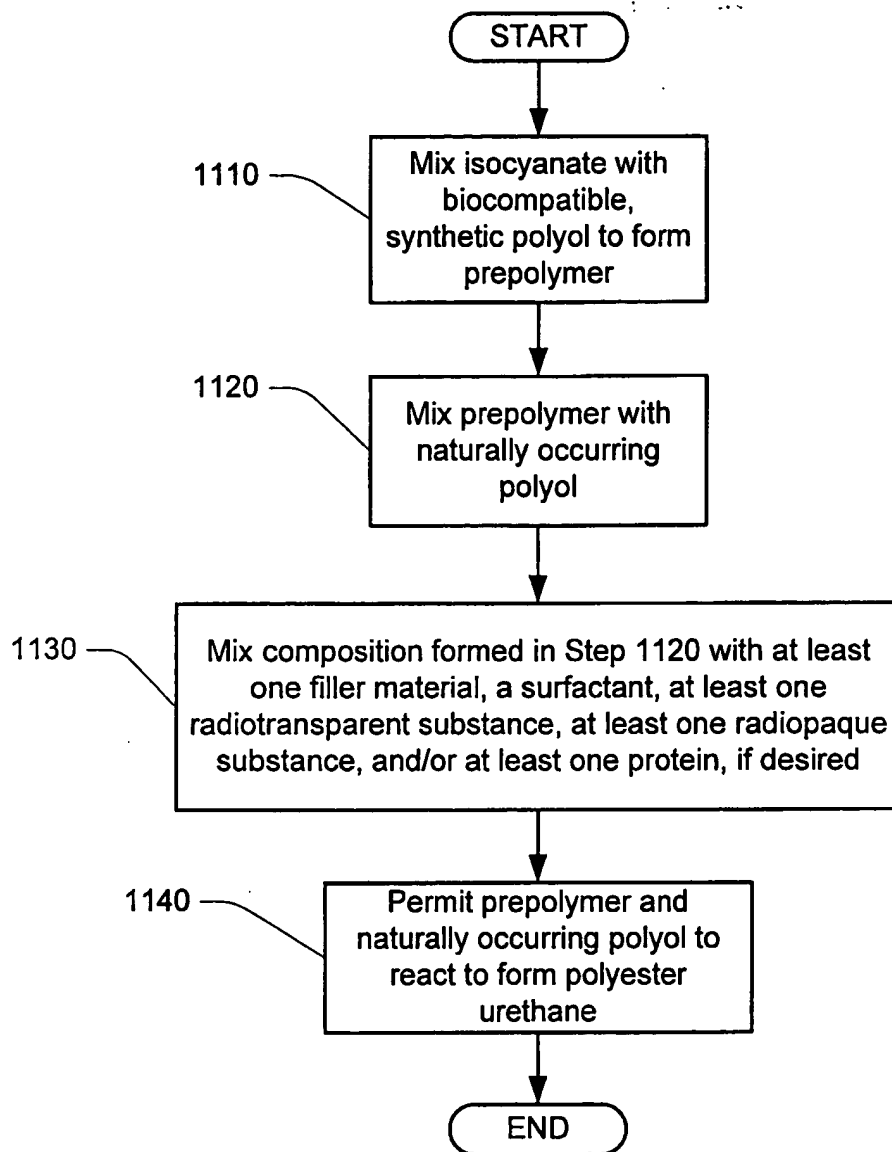 START
1110
Mix isocyanate with
biocompatible,
synthetic polyol to form
prepolymer
1120
Mix prepolymer with
naturally occurring
polyol
1130
Mix composition formed in Step 1120 with at least
one filler material, a surfactant, at least one
radiotransparent substance, at least one radiopaque
substance, and/or at least one protein, if desired
1140
Permit prepolymer and
naturally occurring polyol to
react to form polyester
urethane
END